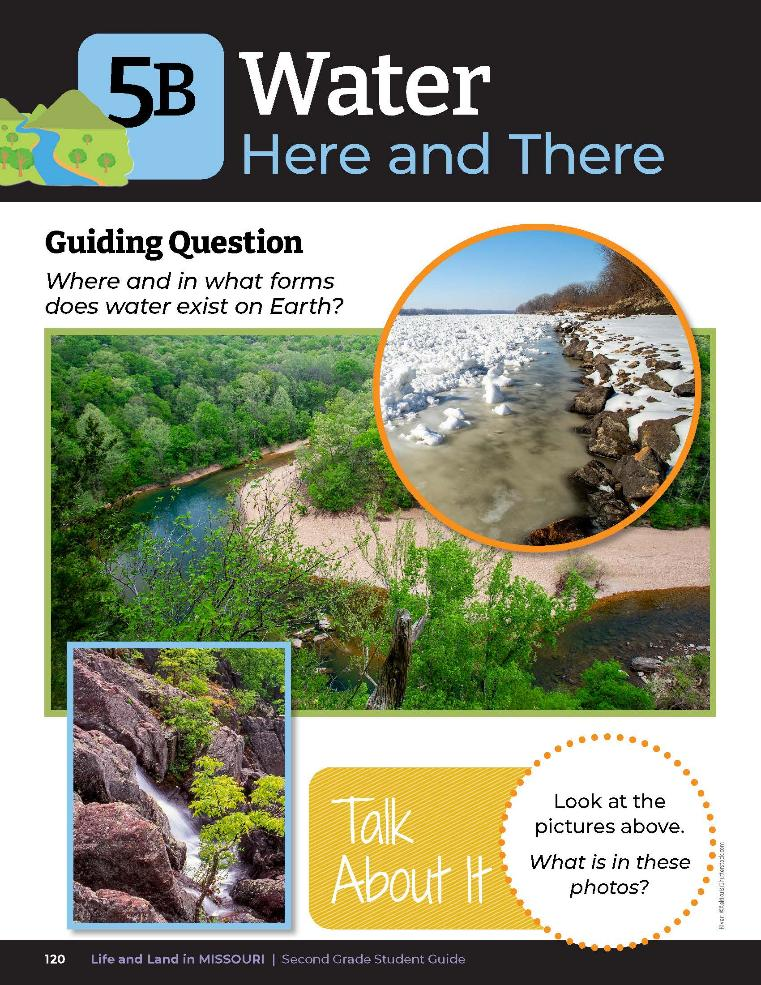 5B
Water
Here and There
Guiding Question
Where and in what forms
does water exist on Earth?
Talk
About It
Look at the
pictures above.
What is in these
photos?
120 Life and Land in MISSOURI | Second Grade Student Guide